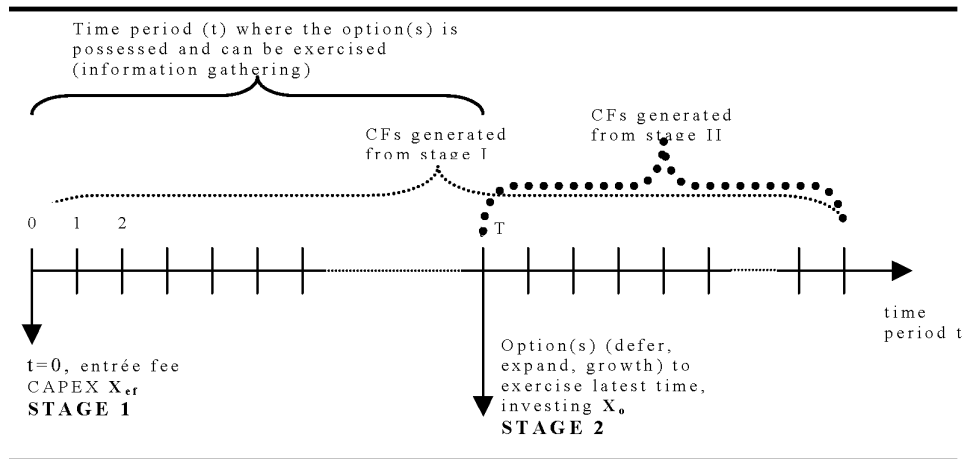 Time period (t) where the option(s) is
possessed and can be exercised
(information gathering)
CFs generated
from stage I
CFs generated
from stage II
0 1 2
T
time
period t
t=0, entrée fee
CAPEX Xef
STAGE 1
Option(s) (defer,
expand, growth) to
exercise latest time,
investing Xo
STAGE 2